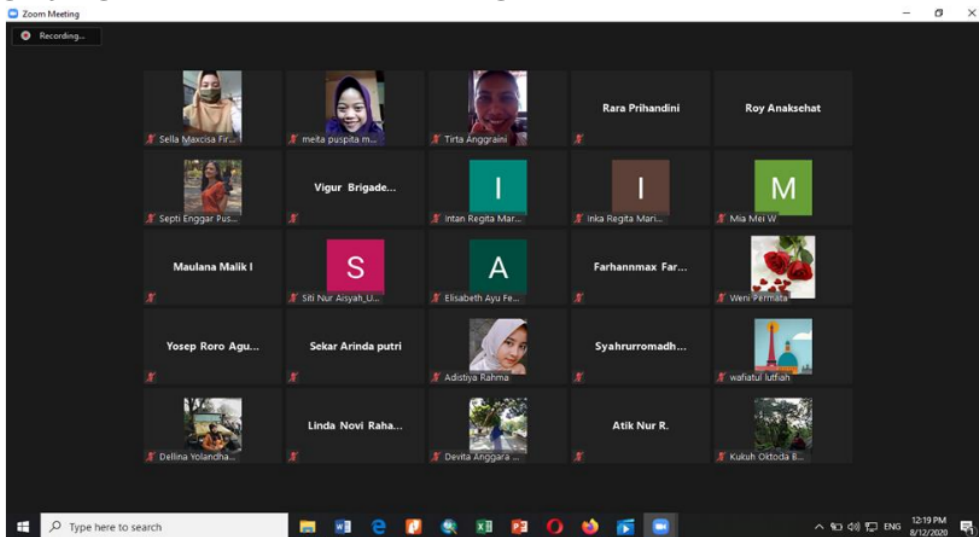 Zoom Meeting
Recording...
Sella Maxcisa Fir...
meita puspita m...
Tirta Anggraini
Rara Prihandini
Roy Anaksehat
Septi Enggar Pus...
Vigur Brigade...
I
Intan Regita Mar...
I
Inka Regita Mari...
M
Mia Mei W
Maulana Malik I
S
Siti Nur Aisyah_U...
A
Elisabeth Ayu Fe...
Farhannmax Far...
Weni Permata
Yosep Roro Agu...
Sekar Arinda putri
Adistiya Rahma
Syahrurromadh...
wafiatul lutfiah
Dellina Yolandha...
Linda Novi Raha...
Devita Anggara ...
Atik Nur R.
Kukuh Oktoda B...
Type here to search
ENG
12:19 PM
8/12/2020